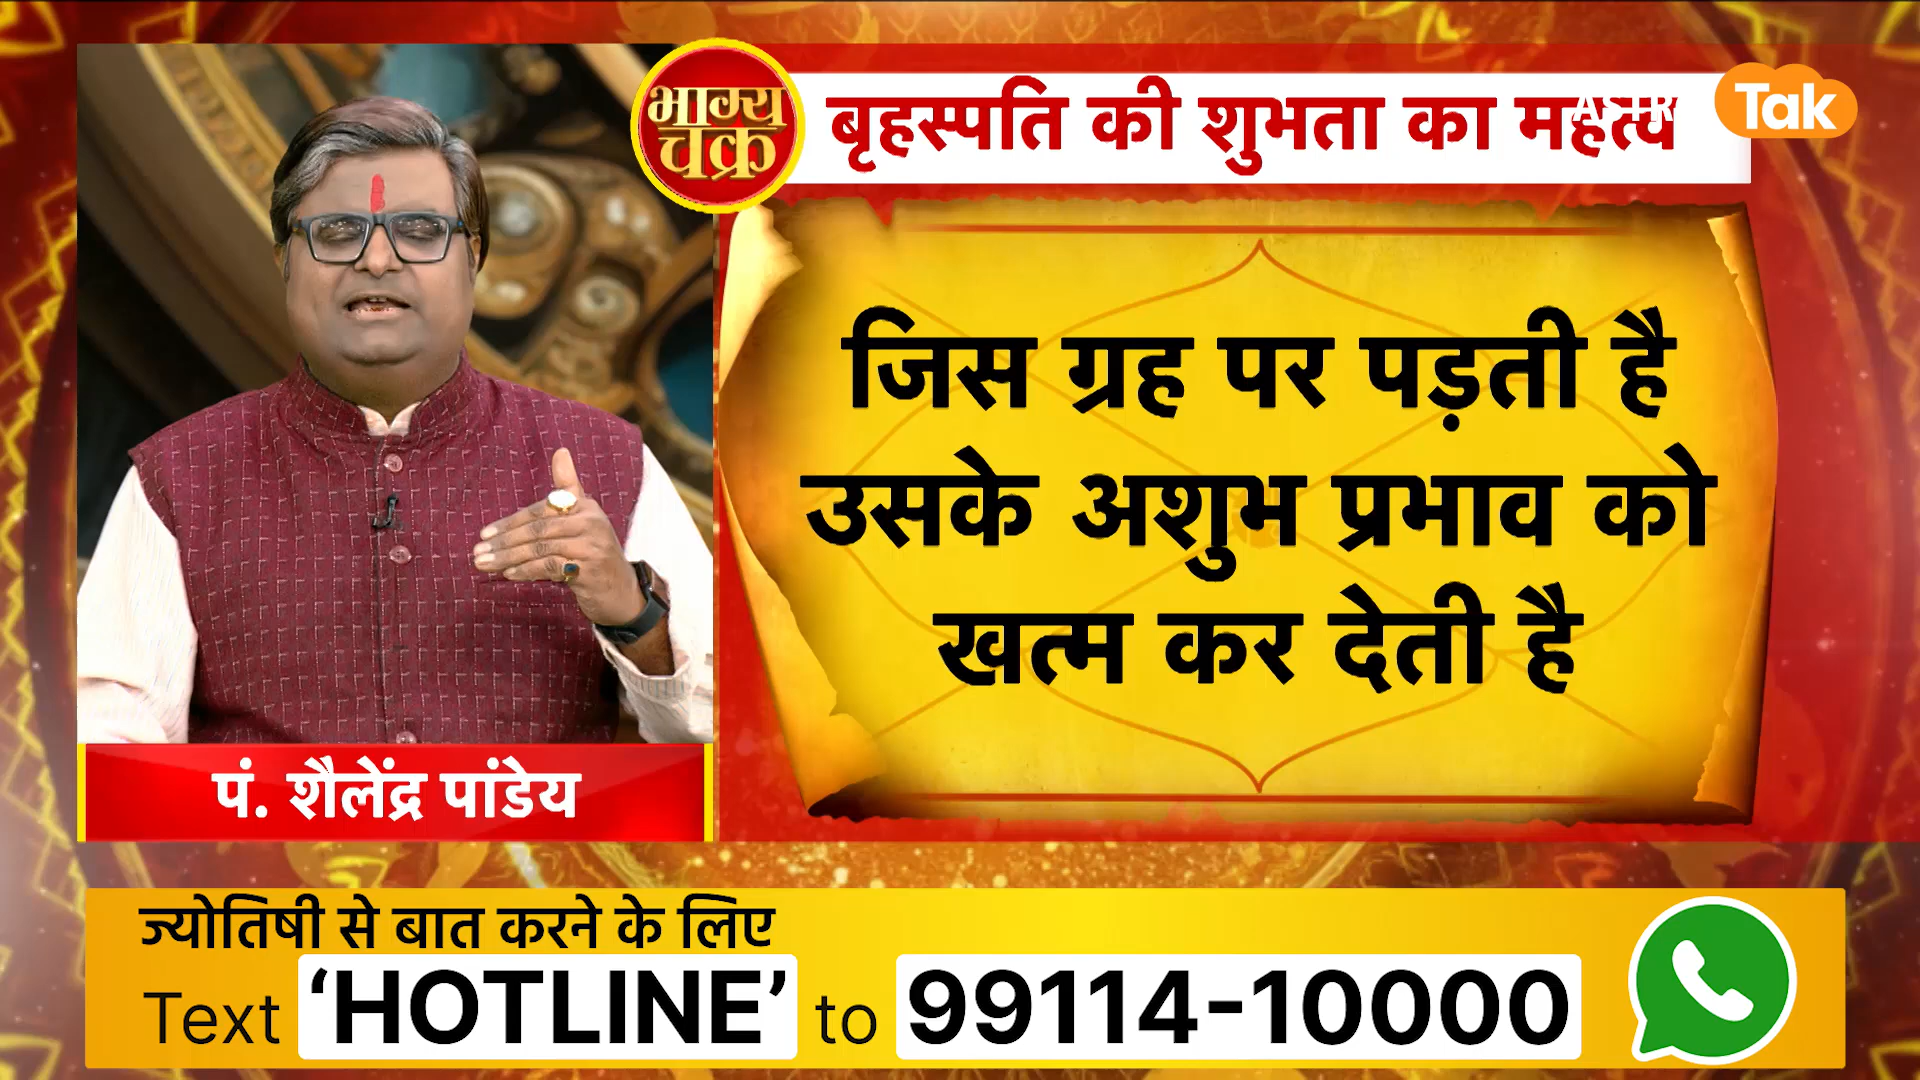 भाग्य
चक्र
बृहस्पति की शुभता का महत्व
ASTR
Tak
जिस ग्रह पर पड़ती है
उसके अशुभ प्रभाव को
खत्म कर देती है
पं. शैलेंद्र पांडेय
ज्योतिषी से बात करने के लिए
Text 'HOTLINE' to 99114-10000